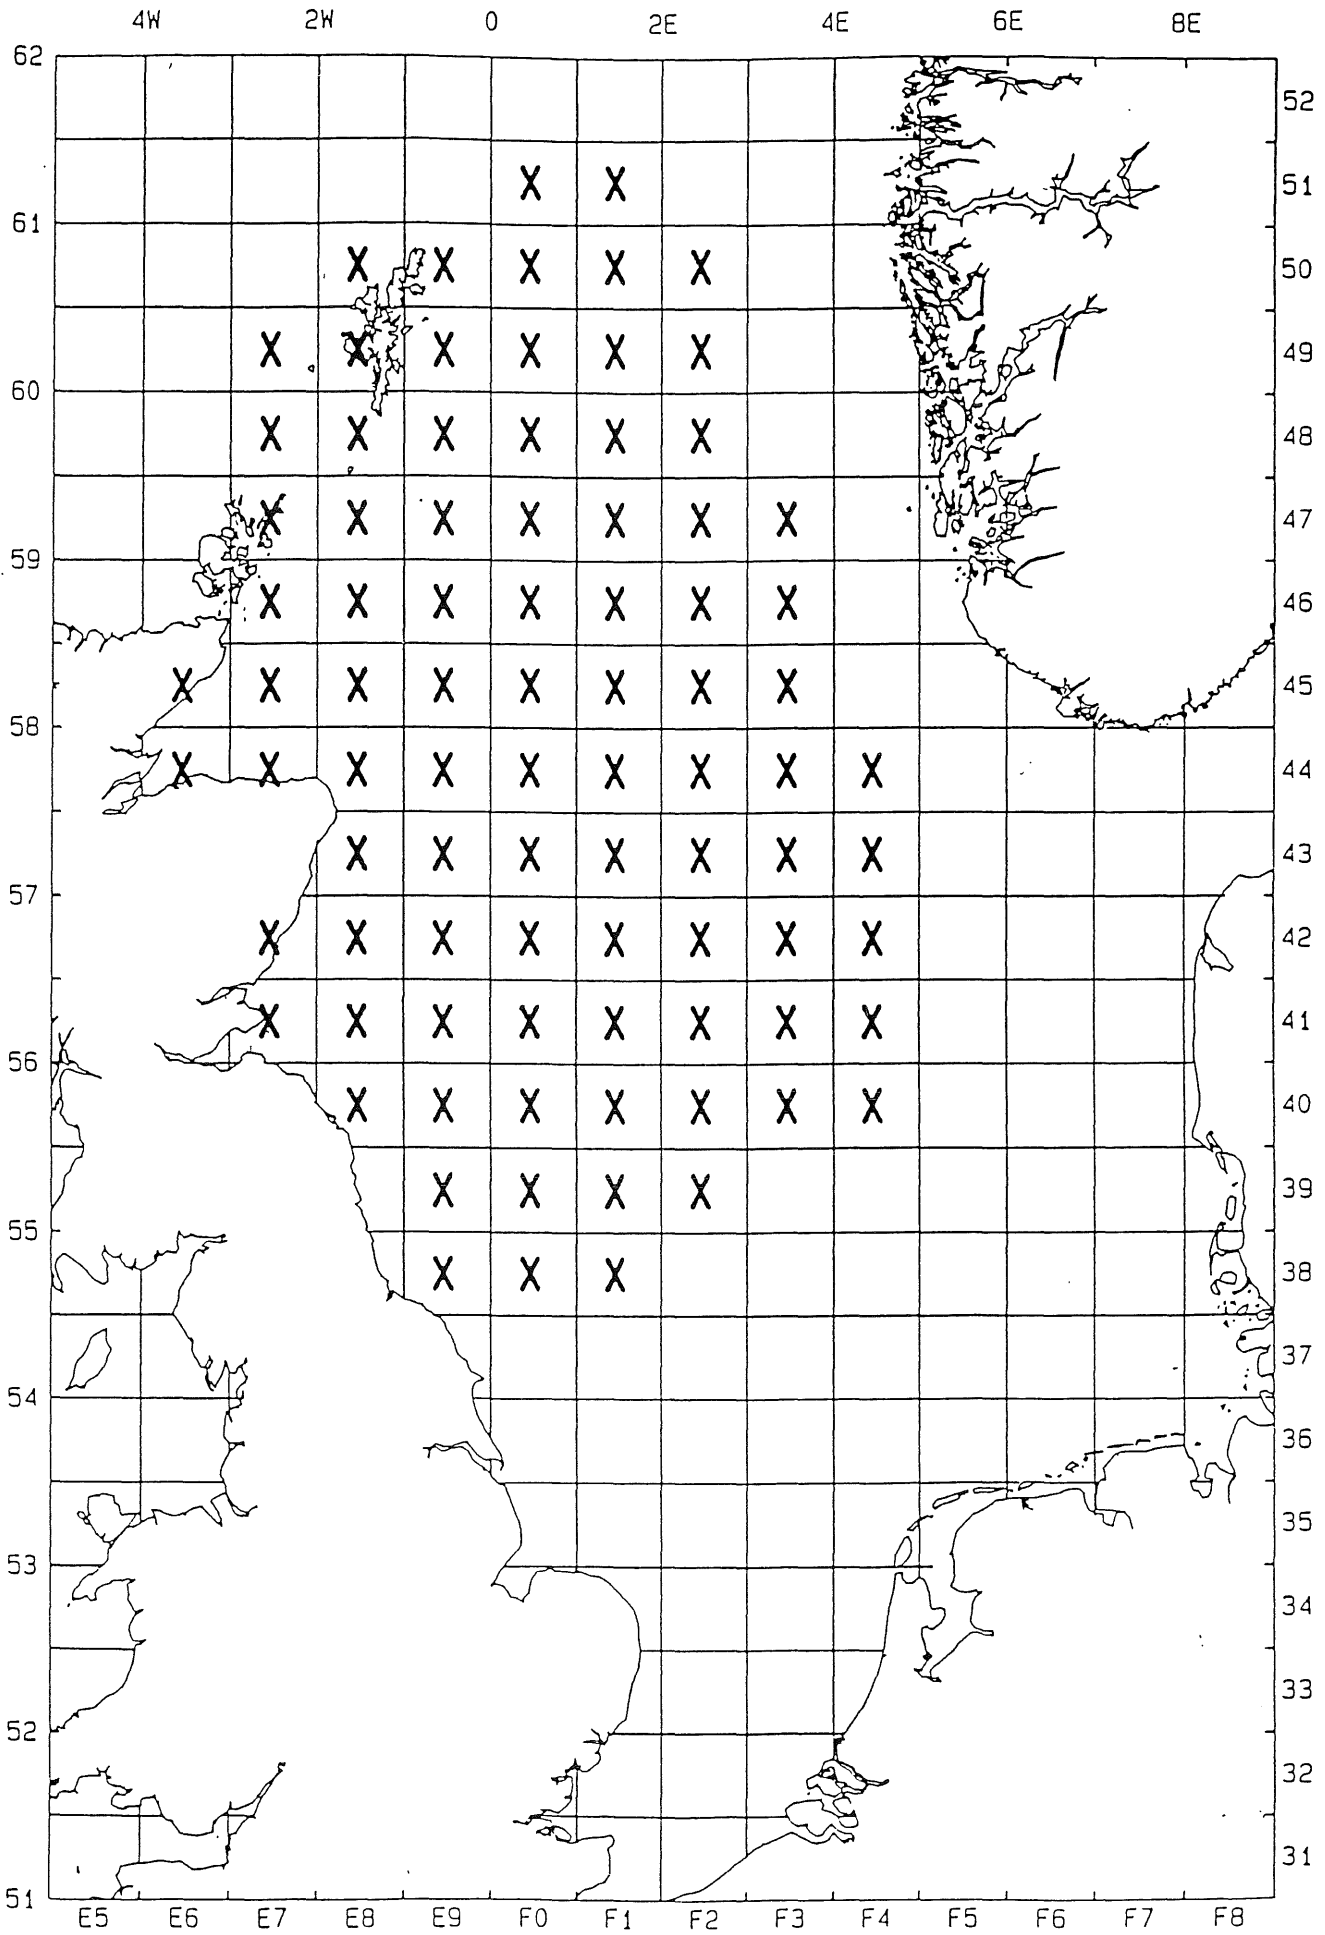 4W 2W 0 2E 4E 6E 8E
62
52
X X 51
61
X X X X X 50
X X X X X X 49
60
X X X X X X 48
X X X X X X X 47
59
X X X X X X X 46
X X X X X X X X 45
58
X X X X X X X X X 44
X X X X X X X 43
57
X X X X X X X X 42
X X X X X X X X 41
56
X X X X X X X 40
X X X X 39
55
X X X 38
37
54
36
35
53
34
33
52
32
31
51
E5 E6 E7 E8 E9 F0 F1 F2 F3 F4 F5 F6 F7 F8